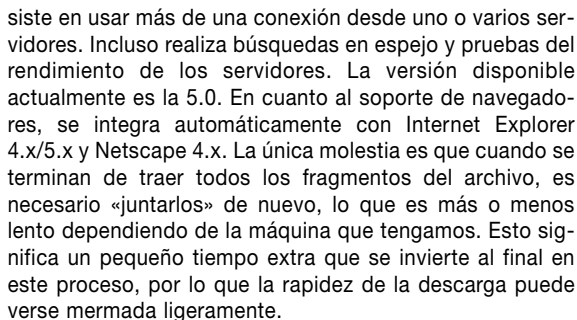 siste en usar más de una conexión desde uno o varios ser-
vidores. Incluso realiza búsquedas en espejo y pruebas del
rendimiento de los servidores. La versión disponible
actualmente es la 5.0. En cuanto al soporte de navegado-
res, se integra automáticamente con Internet Explorer
4.x/5.x y Netscape 4.x. La única molestia es que cuando se
terminan de traer todos los fragmentos del archivo, es
necesario «juntarlos» de nuevo, lo que es más o menos
lento dependiendo de la máquina que tengamos. Esto sig-
nifica un pequeño tiempo extra que se invierte al final en
este proceso, por lo que la rapidez de la descarga puede
verse mermada ligeramente.